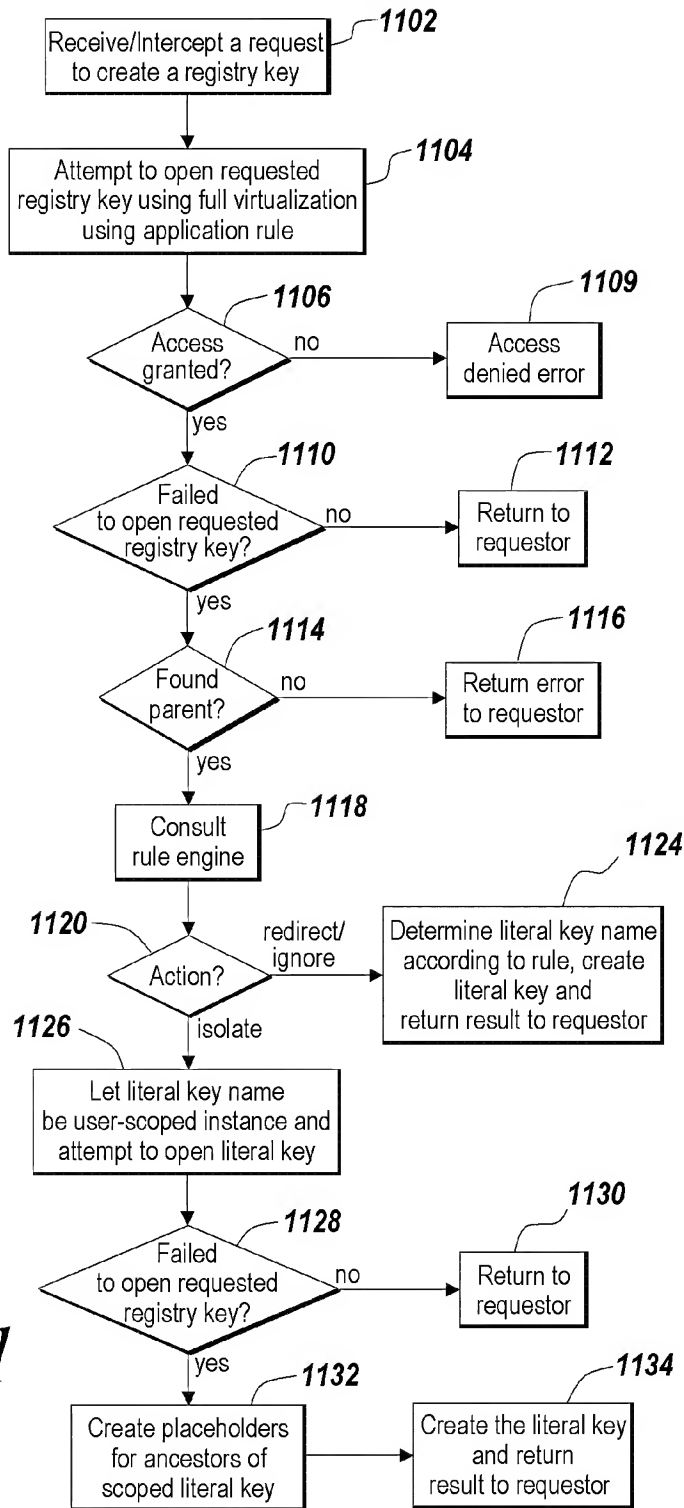 1102
Receive/Intercept a request
to create a registry key
1104
Attempt to open requested
registry key using full virtualization
using application rule
1106
Access
granted?
no
1109
Access
denied error
yes
1110
Failed
to open requested
registry key?
no
1112
Return to
requestor
yes
1114
Found
parent?
no
1116
Return error
to requestor
yes
1118
Consult
rule engine
1120
Action?
redirect/
ignore
1124
Determine literal key name
according to rule, create
literal key and
return result to requestor
isolate
1126
Let literal key name
be user-scoped instance and
attempt to open literal key
1128
Failed
to open requested
registry key?
no
1130
Return to
requestor
yes
1132
Create placeholders
for ancestors of
scoped literal key
1134
Create the literal key
and return
result to requestor